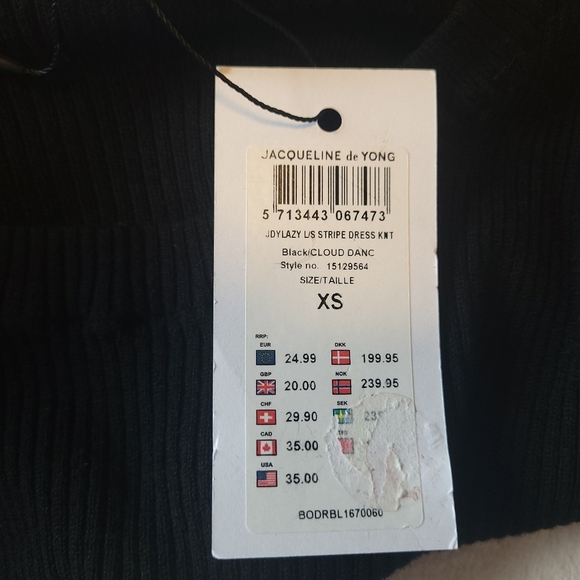 JACQUELINE de YONG
5 713443 067473
JDYLAZY L/S STRIPE DRESS KNT
Black/CLOUD DANC
Style no. 15129564
SIZE/TAILLE
XS
RRP:
EUR 24.99
DKK 199.95
GBP 20.00
NOK 239.95
CHF 29.90
SEK
CAD 35.00
USA 35.00
BODRBL1670060